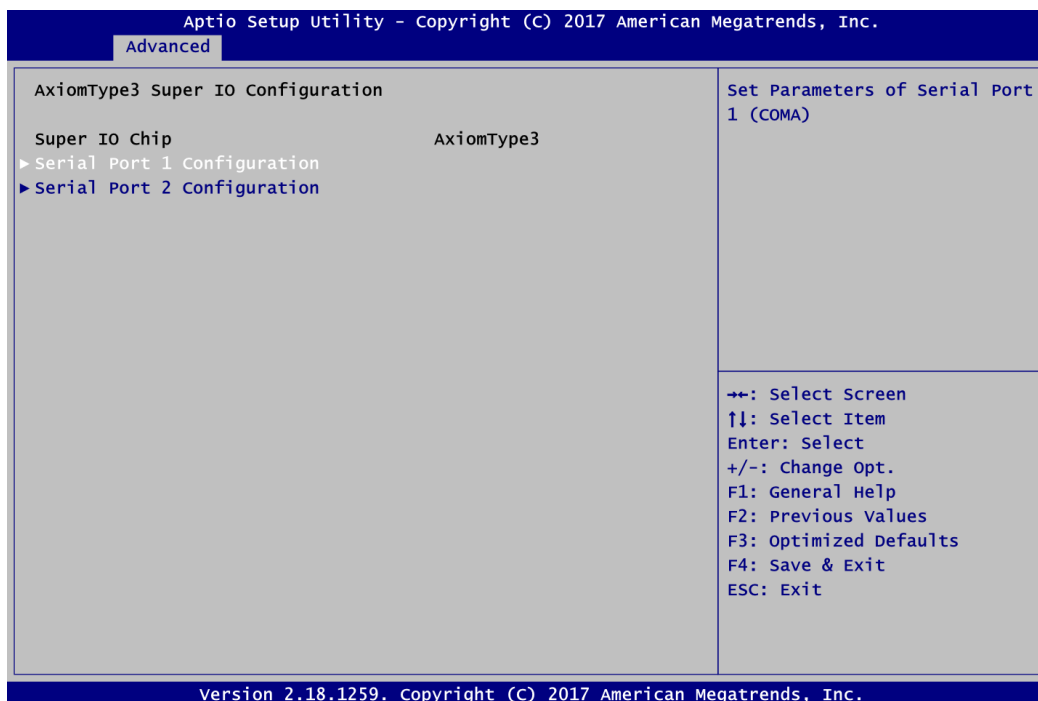 Aptio Setup Utility - Copyright (C) 2017 American Megatrends, Inc.
Advanced
AxiomType3 Super IO Configuration
Super IO Chip AxiomType3
▶ Serial Port 1 Configuration
▶ Serial Port 2 Configuration
Set Parameters of Serial Port
1 (COMA)
→←: Select Screen
↑↓: Select Item
Enter: Select
+/-: Change Opt.
F1: General Help
F2: Previous Values
F3: Optimized Defaults
F4: Save & Exit
ESC: Exit
Version 2.18.1259. Copyright (C) 2017 American Megatrends, Inc.